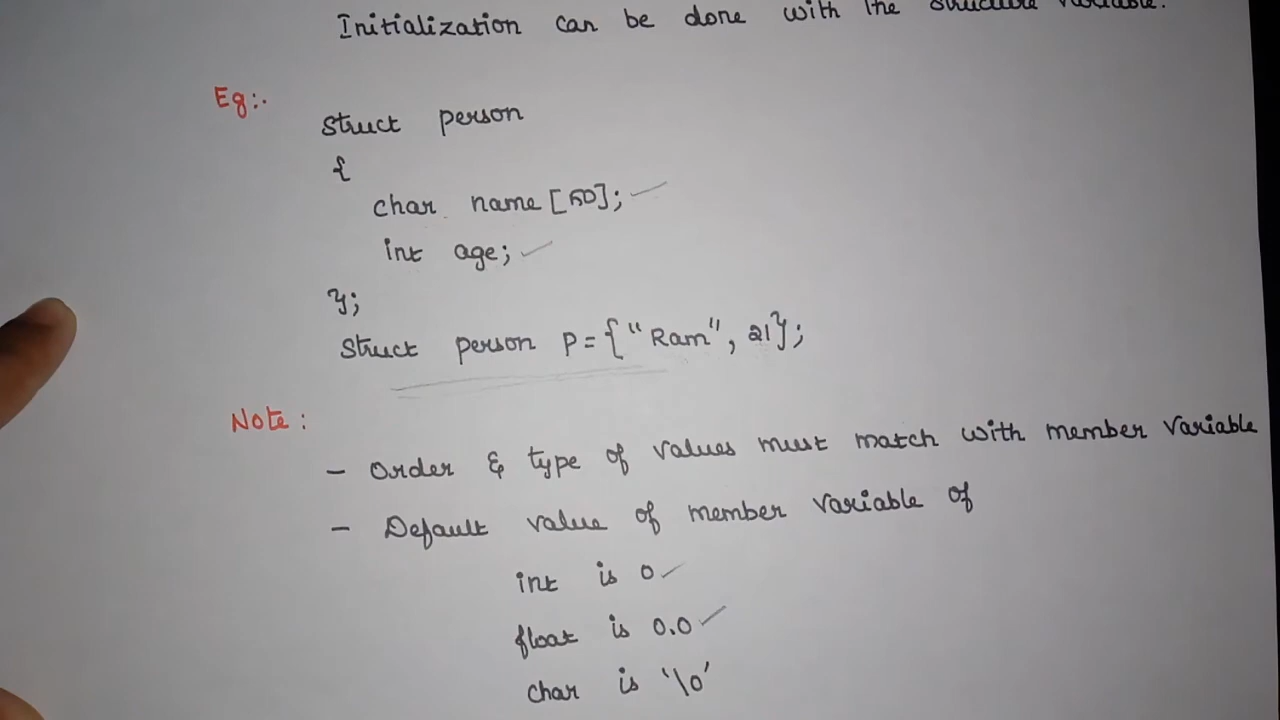 Initialization can be done with the structure variable.
Eg:.
struct person
{
char name [50];
int age;
};
struct person P = {"Ram", 21};
Note :
- Order & type of values must match with member variable
- Default value of member variable of
int is 0
float is 0.0
char is '\0'